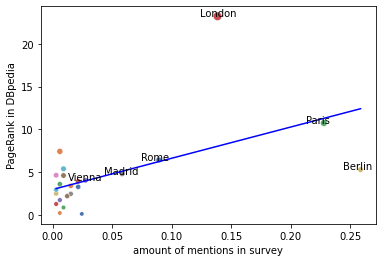 London
20
15
Paris
10
Rome
Berlin
5
Madrid
Vienna
0
0.00
0.05
0.10
0.15
0.20
0.25
amount of mentions in survey
PageRank in DBpedia